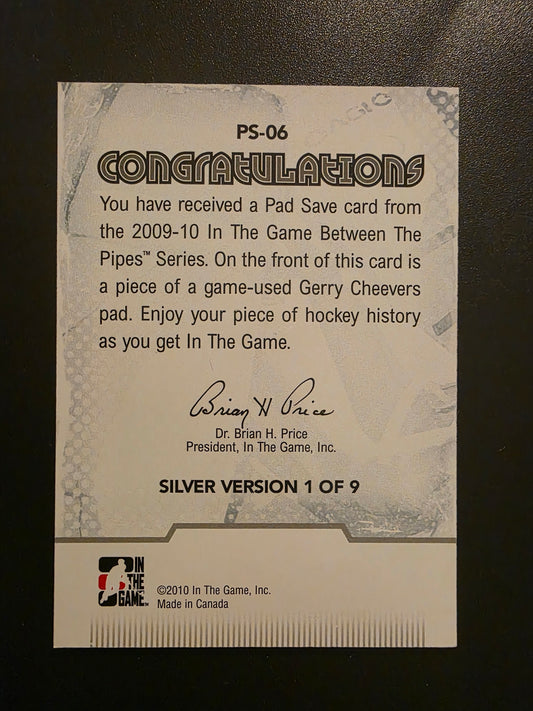 PS-06
CONGRATULATIONS
You have received a Pad Save card from
the 2009-10 In The Game Between The
Pipes™ Series. On the front of this card is
a piece of a game-used Gerry Cheevers
pad. Enjoy your piece of hockey history
as you get In The Game.
Brian H Price
Dr. Brian H. Price
President, In The Game, Inc.
SILVER VERSION 1 OF 9
IN
THE
GAME™
©2010 In The Game, Inc.
Made in Canada